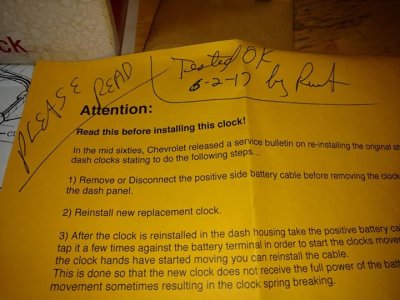 ck
PLEASE READ
Tested OK
6-2-17 by
Attention:
Read this before installing this clock!
In the mid sixties, Chevrolet released a service bulletin on re-installing the original
dash clocks stating to do the following steps...
1) Remove or Disconnect the positive side battery cable before removing the clock
the dash panel.
2) Reinstall new replacement clock.
3) After the clock is reinstalled in the dash housing take the positive battery
tap it a few times against the battery terminal in order to start the clocks
the clock hands have started moving you can reinstall the cable.
This is done so that the new clock does not receive the full power of the
movement sometimes resulting in the clock spring breaking.